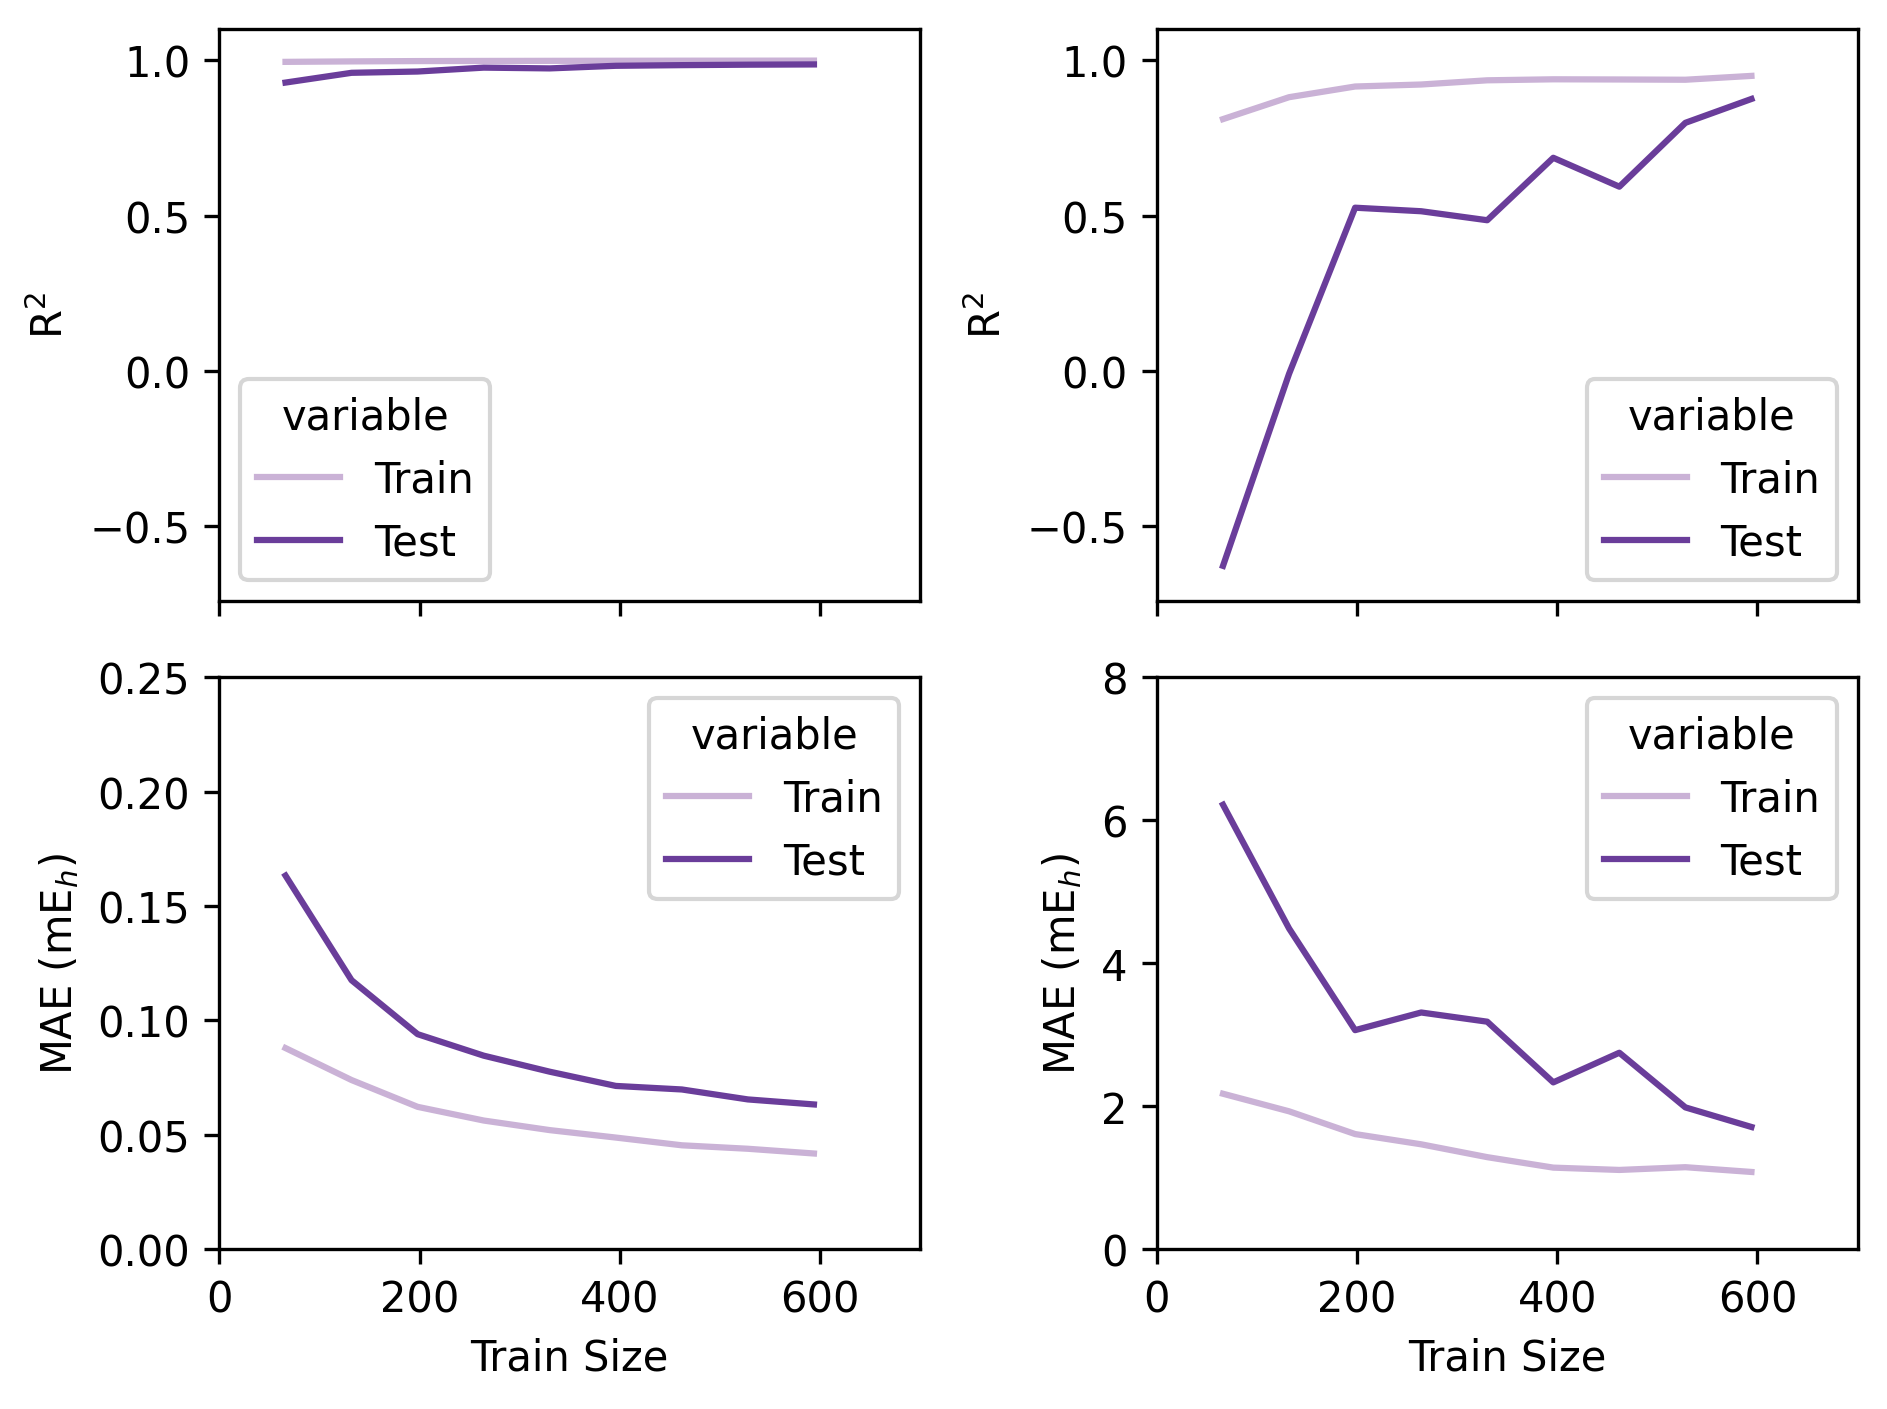 1.0
0.5
0.0
−0.5
R²
variable
Train
Test
1.0
0.5
0.0
−0.5
R²
variable
Train
Test
0.25
0.20
0.15
0.10
0.05
0.00
MAE (mE_h)
variable
Train
Test
0 200 400 600
Train Size
8
6
4
2
0
MAE (mE_h)
variable
Train
Test
0 200 400 600
Train Size